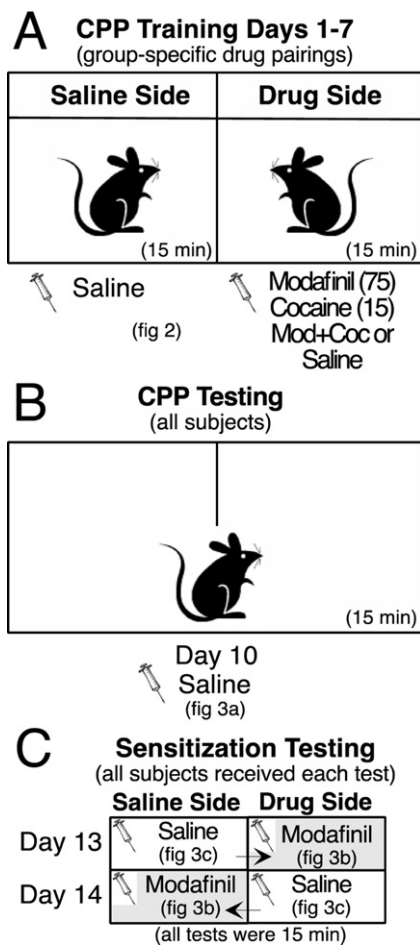 A
CPP Training Days 1-7
(group-specific drug pairings)
Saline Side
Drug Side
(15 min)
(15 min)
Saline
(fig 2)
Modafinil (75)
Cocaine (15)
Mod+Coc or
Saline
B
CPP Testing
(all subjects)
(15 min)
Day 10
Saline
(fig 3a)
C
Sensitization Testing
(all subjects received each test)
Saline Side Drug Side
Day 13
Saline
(fig 3c)
Modafinil
(fig 3b)
Day 14
Modafinil
(fig 3b)
Saline
(fig 3c)
(all tests were 15 min)